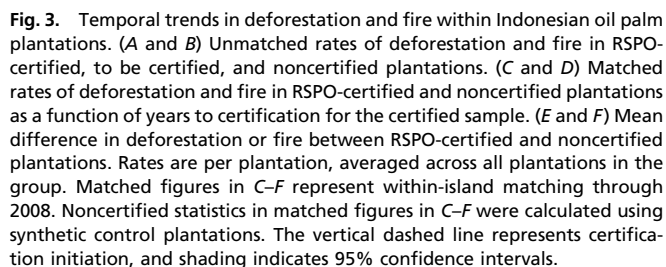 Fig. 3. Temporal trends in deforestation and fire within Indonesian oil palm
plantations. (A and B) Unmatched rates of deforestation and fire in RSPO-
certified, to be certified, and noncertified plantations. (C and D) Matched
rates of deforestation and fire in RSPO-certified and noncertified plantations
as a function of years to certification for the certified sample. (E and F) Mean
difference in deforestation or fire between RSPO-certified and noncertified
plantations. Rates are per plantation, averaged across all plantations in the
group. Matched figures in C–F represent within-island matching through
2008. Noncertified statistics in matched figures in C–F were calculated using
synthetic control plantations. The vertical dashed line represents certifica-
tion initiation, and shading indicates 95% confidence intervals.